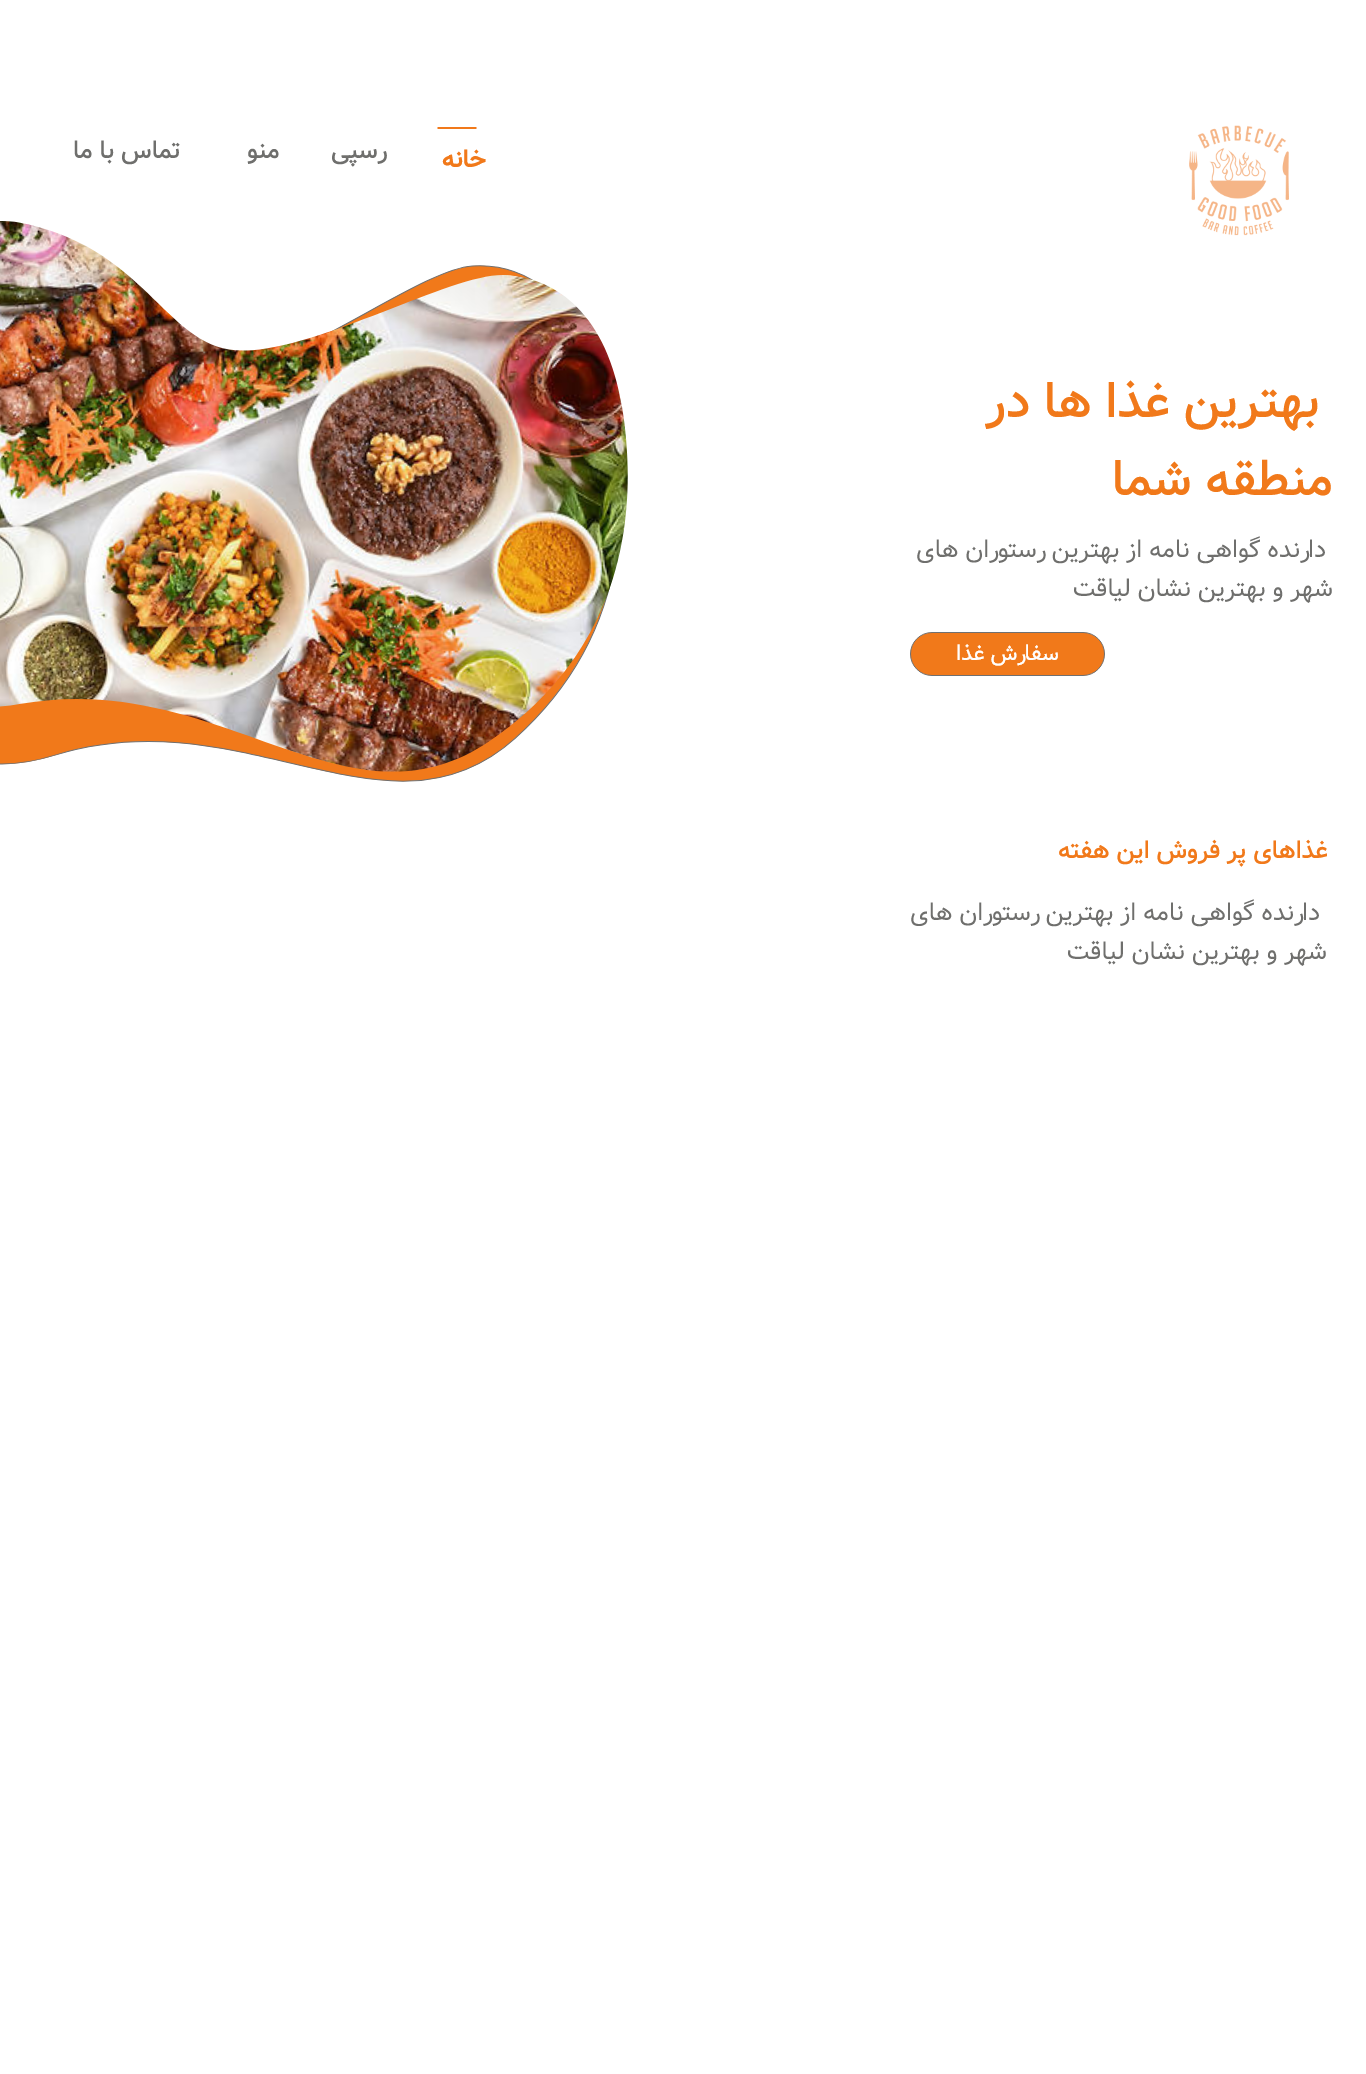 BARBECUE
GOOD FOOD
BAR AND COFFEE
خانه
رسپی
منو
تماس با ما
بهترین غذا ها در
منطقه شما
دارنده گواهی نامه از بهترین رستوران های
شهر و بهترین نشان لیاقت
سفارش غذا
غذاهای پر فروش این هفته
دارنده گواهی نامه از بهترین رستوران های
شهر و بهترین نشان لیاقت